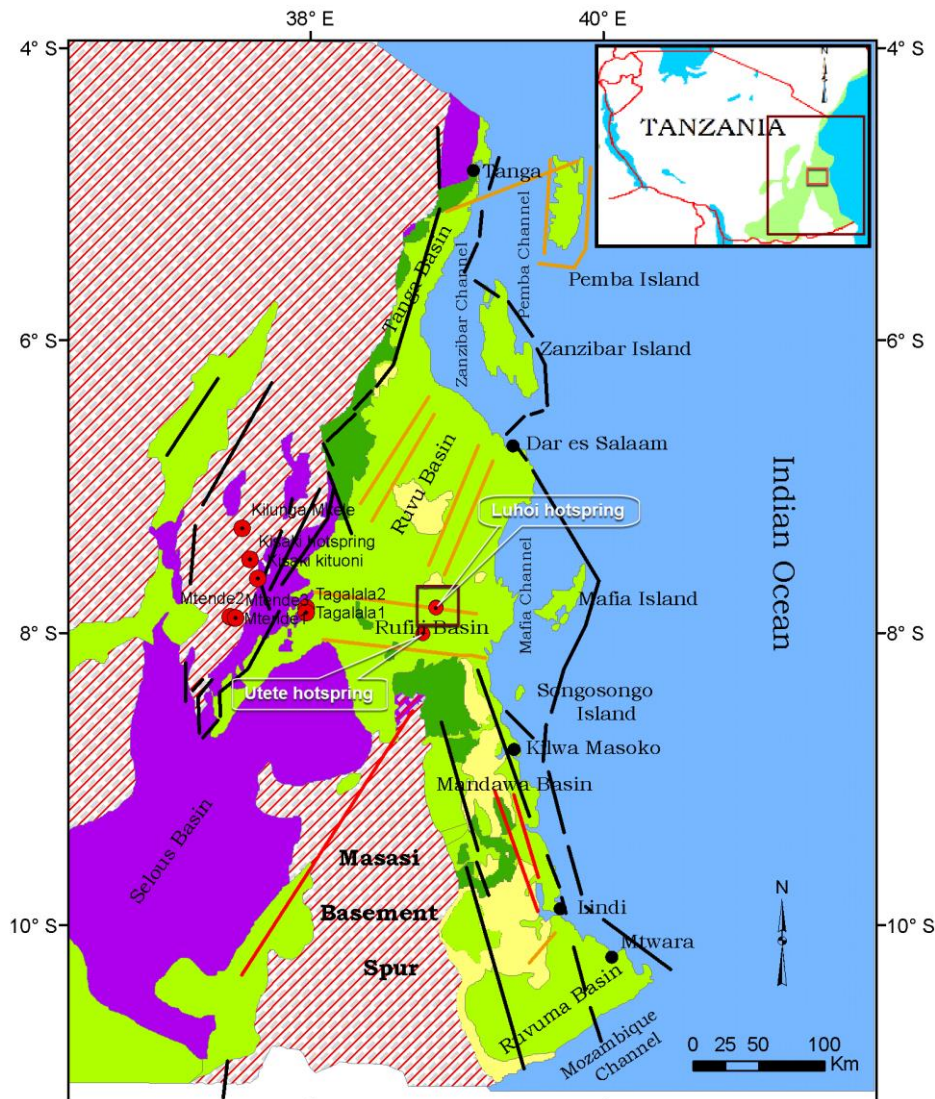 38° E
40° E
4° S
4° S
N
TANZANIA
Tanga
Pemba Channel
Tanga Basin
Zanzibar Channel
Pemba Island
6° S
6° S
Zanzibar Island
Dar es Salaam
Ruvu Basin
Indian Ocean
Luhoi hotspring
Kilunga Mkele
Kisaki hotspring
Kisaki kituoni
Mtende2
Mtende3
Mtende1
Tagalala2
Tagalala1
Mafia Channel
Mafia Island
8° S
8° S
Rufiji Basin
Utete hotspring
Songosongo
Island
Kilwa Masoko
Mandawa Basin
Selous Basin
Masasi
Basement
Spur
Lindi
10° S
10° S
Mtwara
N
Ruvuma Basin
Mozambique
Channel
0 25 50 100
Km